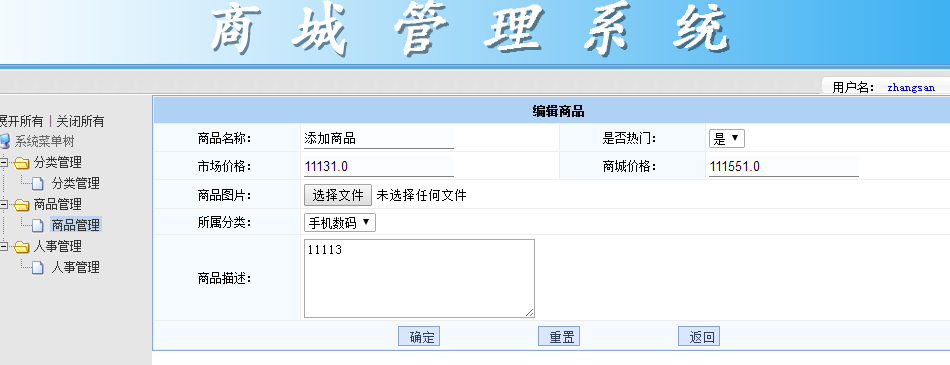 商城管理系统
用户名： zhangsan
展开所有 | 关闭所有
系统菜单树
分类管理
分类管理
商品管理
商品管理
人事管理
人事管理
编辑商品
商品名称： 添加商品 是否热门： 是
市场价格： 11131.0 商城价格： 111551.0
商品图片： 选择文件 未选择任何文件
所属分类： 手机数码
商品描述： 11113
确定 重置 返回